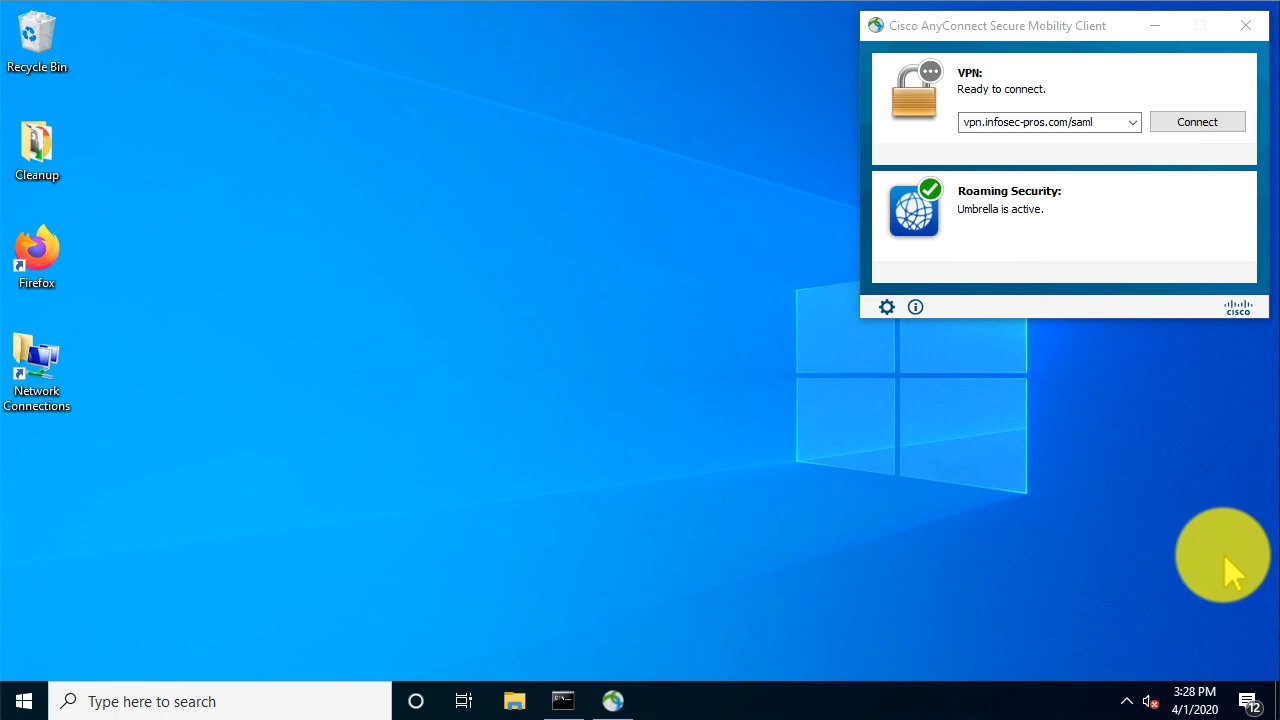 Recycle Bin
Cleanup
Firefox
Network
Connections
Cisco AnyConnect Secure Mobility Client
VPN:
Ready to connect.
vpn.infosec-pros.com/saml
Connect
Roaming Security:
Umbrella is active.
cisco
Type here to search
3:28 PM
4/1/2020
12